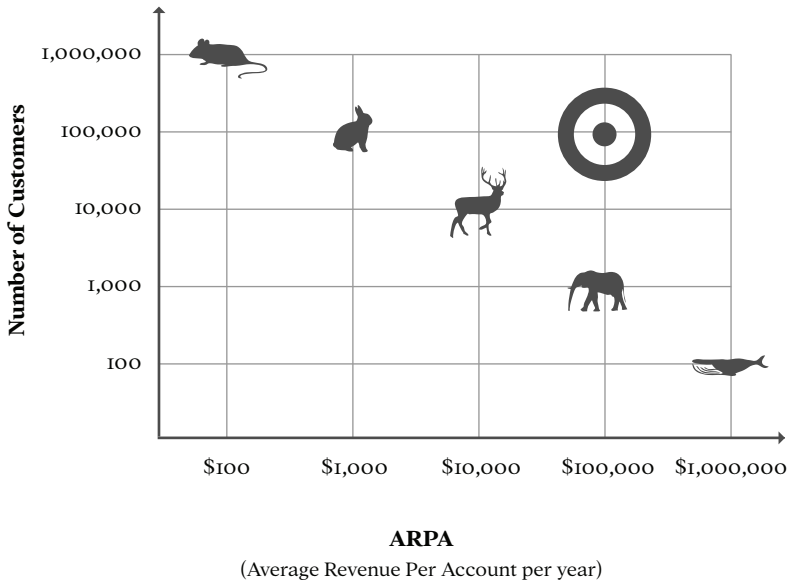 Number of Customers
1,000,000
100,000
10,000
1,000
100
$100 $1,000 $10,000 $100,000 $1,000,000
ARPA
(Average Revenue Per Account per year)